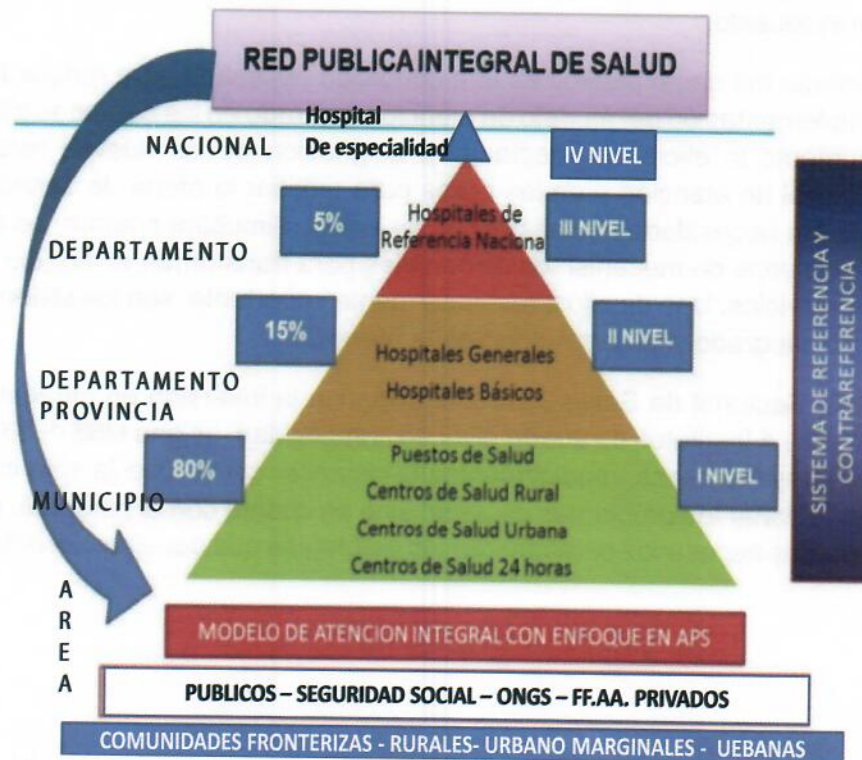 RED PUBLICA INTEGRAL DE SALUD
Hospital
NACIONAL De especialidad IV NIVEL
5% Hospitales de III NIVEL
Referencia Naciona
DEPARTAMENTO
15% II NIVEL
Hospitales Generales
DEPARTAMENTO
PROVINCIA
Hospitales Básicos
80% Puestos de Salud I NIVEL
Centros de Salud Rural
MUNICIPIO
Centros de Salud Urbana
Centros de Salud 24 horas
SISTEMA DE REFERENCIA Y
CONTRAREFERENCIA
AREA
MODELO DE ATENCION INTEGRAL CON ENFOQUE EN APS
PUBLICOS – SEGURIDAD SOCIAL – ONGS – FF.AA. PRIVADOS
COMUNIDADES FRONTERIZAS - RURALES- URBANO MARGINALES - UEBANAS